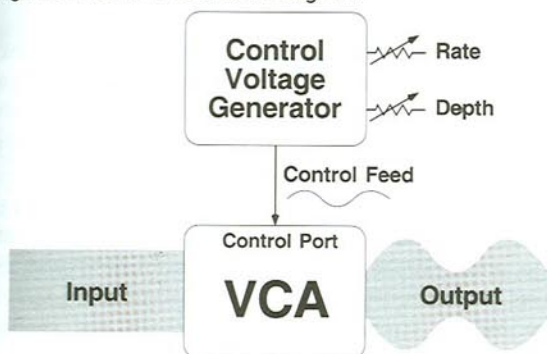 Control
Voltage
Generator
Rate
Depth
Control Feed
Control Port
VCA
Input
Output